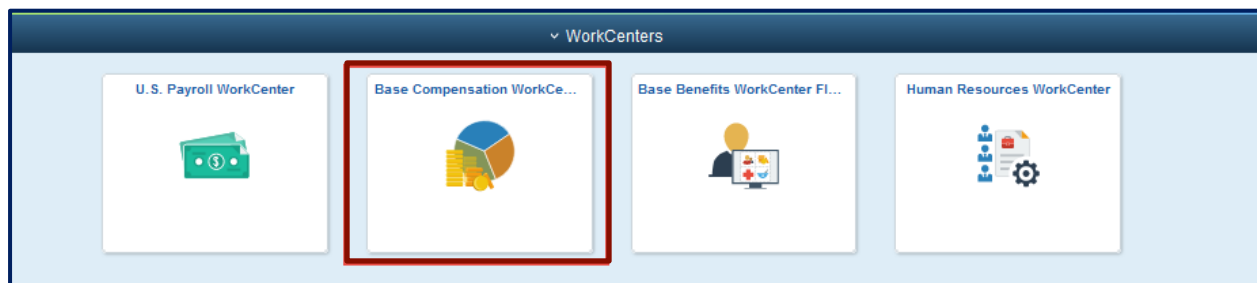 WorkCenters
U.S. Payroll WorkCenter
Base Compensation WorkCe...
Base Benefits WorkCenter Fl...
Human Resources WorkCenter
$